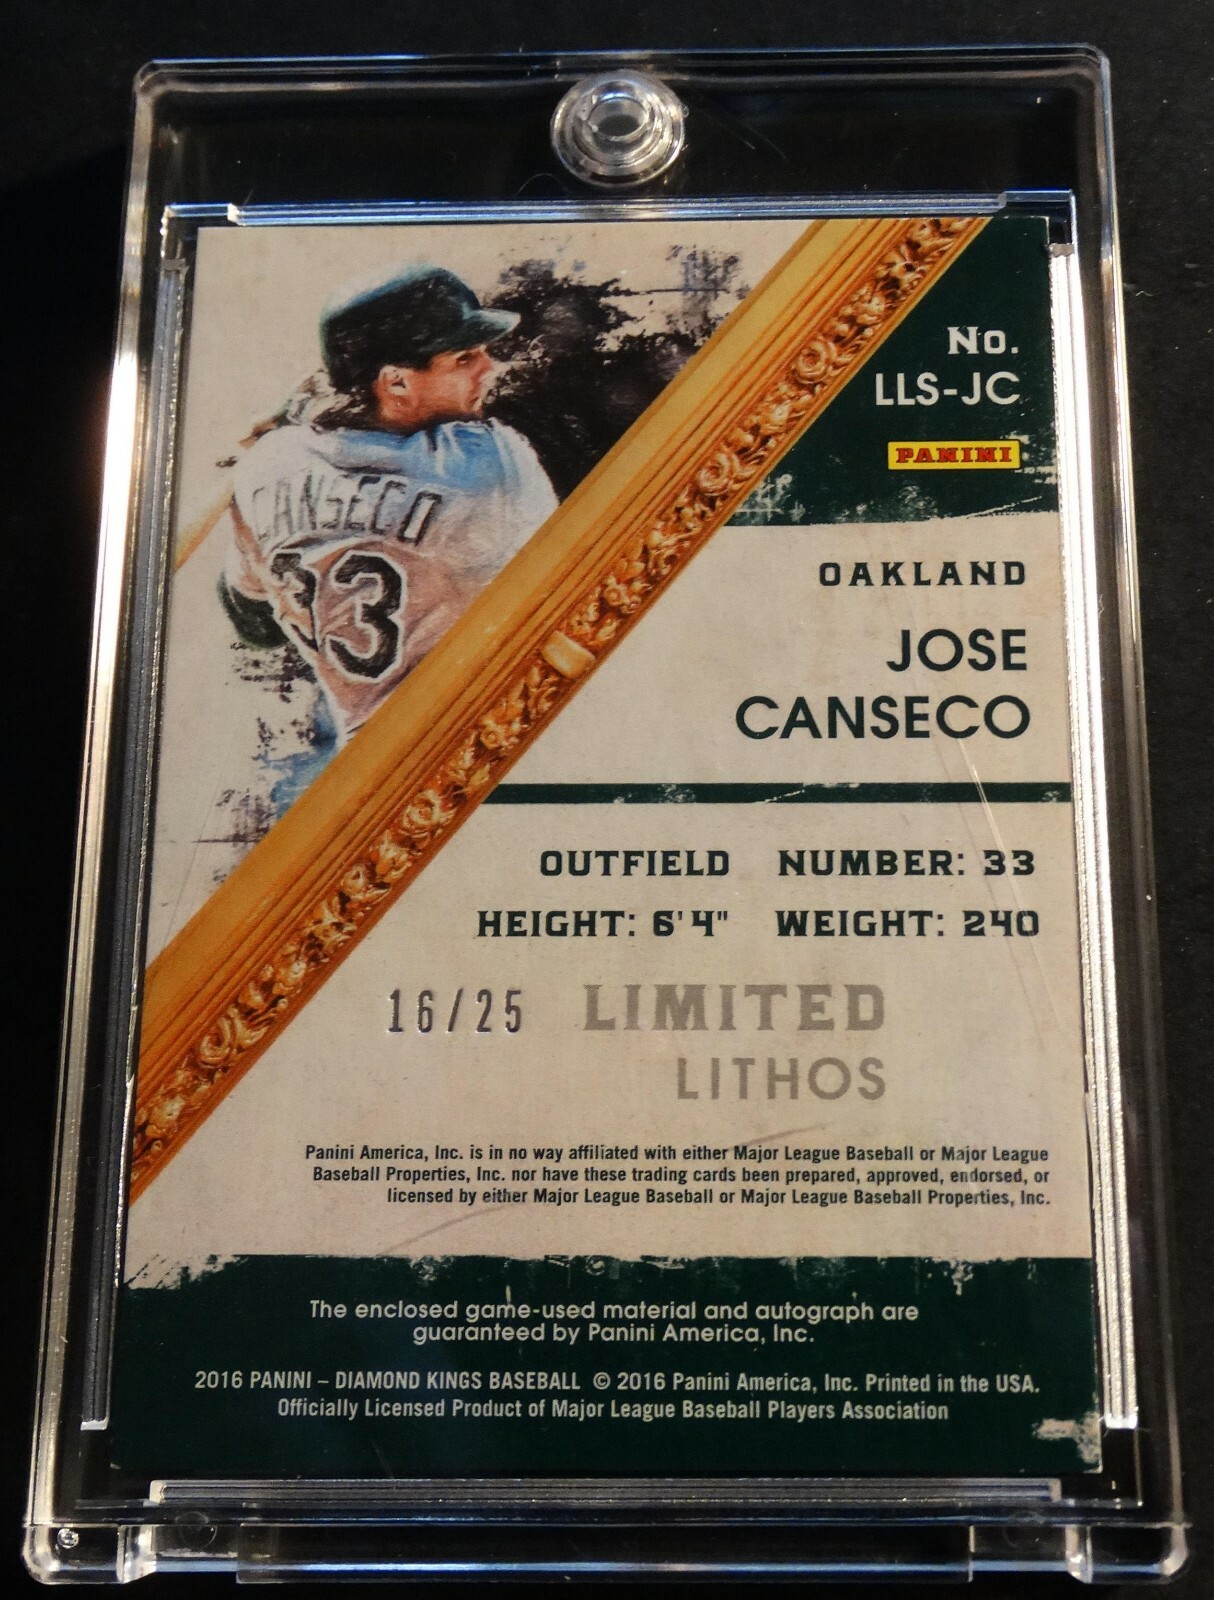 No.
LLS-JC
PANINI
CANSECO
33
OAKLAND
JOSE
CANSECO
OUTFIELD NUMBER: 33
HEIGHT: 6'4" WEIGHT: 240
16/25 LIMITED
LITHOS
Panini America, Inc. is in no way affiliated with either Major League Baseball or Major League
Baseball Properties, Inc. nor have these trading cards been prepared, approved, endorsed, or
licensed by either Major League Baseball or Major League Baseball Properties, Inc.
The enclosed game-used material and autograph are
guaranteed by Panini America, Inc.
2016 PANINI – DIAMOND KINGS BASEBALL © 2016 Panini America, Inc. Printed in the USA.
Officially Licensed Product of Major League Baseball Players Association